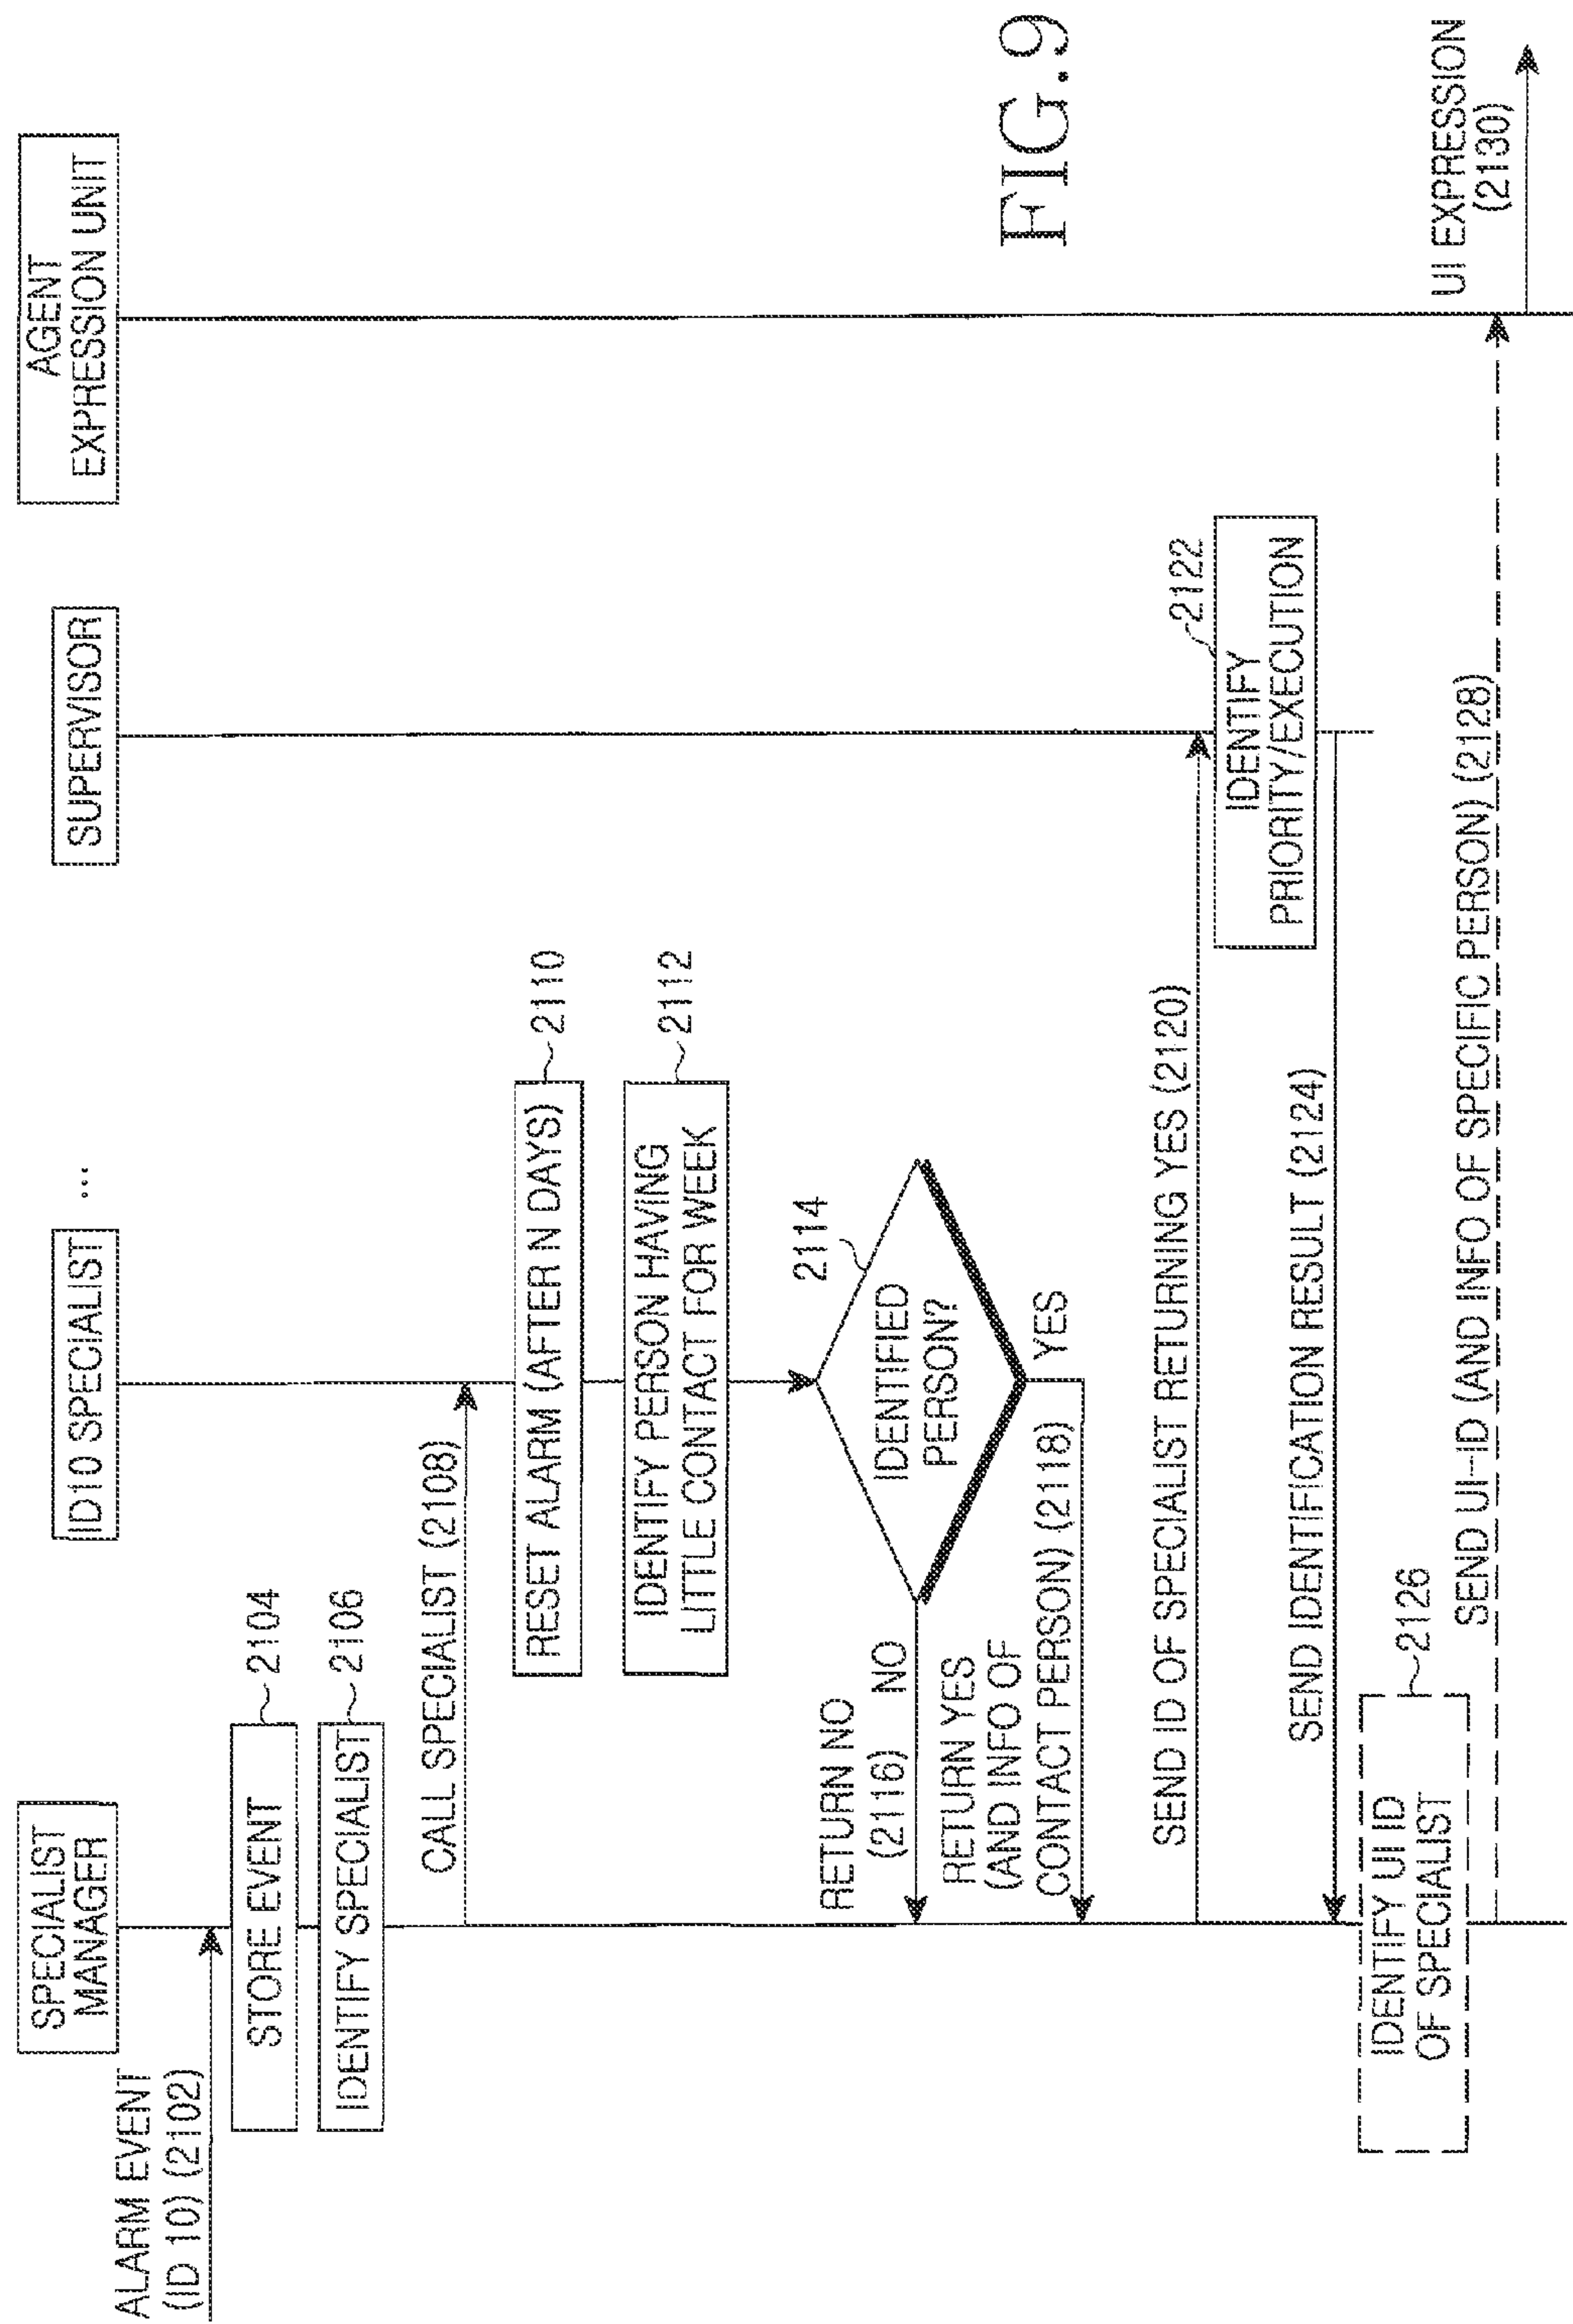 SPECIALIST
MANAGER
ID10 SPECIALIST
...
SUPERVISOR
AGENT
EXPRESSION UNIT
ALARM EVENT
(ID 10) (2102)
STORE EVENT
2104
IDENTIFY SPECIALIST
2106
CALL SPECIALIST (2108)
RESET ALARM (AFTER N DAYS)
2110
IDENTIFY PERSON HAVING
LITTLE CONTACT FOR WEEK
2112
2114
IDENTIFIED
PERSON?
RETURN NO
(2116)
NO
RETURN YES
(AND INFO OF
CONTACT PERSON) (2118)
YES
SEND ID OF SPECIALIST RETURNING YES (2120)
2122
IDENTIFY
PRIORITY/EXECUTION
SEND IDENTIFICATION RESULT (2124)
IDENTIFY UI ID
OF SPECIALIST
2126
SEND UI-ID (AND INFO OF SPECIFIC PERSON) (2128)
UI EXPRESSION
(2130)
FIG.9